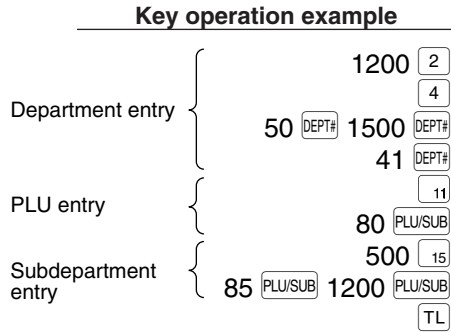 Key operation example
1200 2
4
Department entry
50 DEPT# 1500 DEPT#
41 DEPT#
11
PLU entry
80 PLU/SUB
500 15
Subdepartment
entry
85 PLU/SUB 1200 PLU/SUB
TL